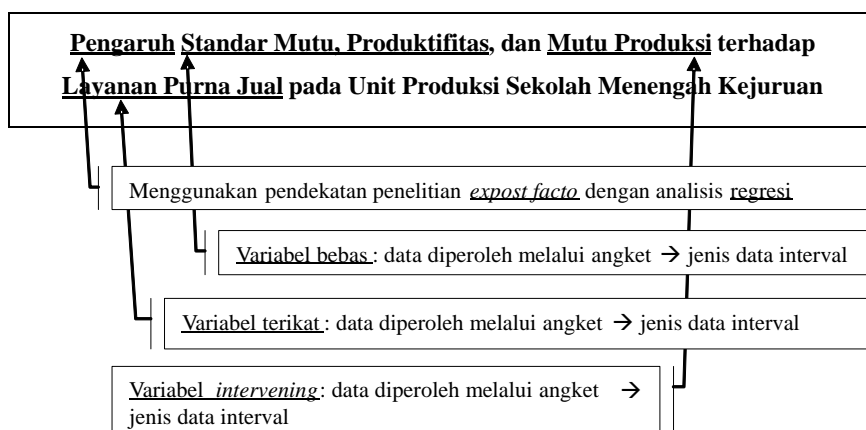 Pengaruh Standar Mutu, Produktifitas, dan Mutu Produksi terhadap
Layanan Purna Jual pada Unit Produksi Sekolah Menengah Kejuruan
Menggunakan pendekatan penelitian expost facto dengan analisis regresi
Variabel bebas : data diperoleh melalui angket → jenis data interval
Variabel terikat : data diperoleh melalui angket → jenis data interval
Variabel intervening: data diperoleh melalui angket →
jenis data interval